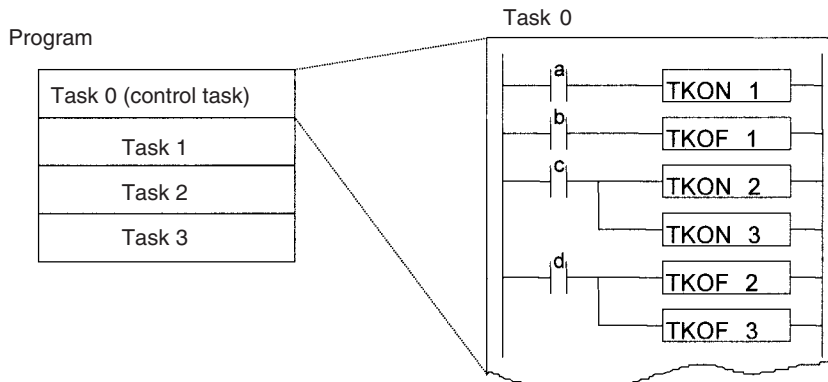 Program
Task 0 (control task)
Task 1
Task 2
Task 3
Task 0
a
TKON 1
b
TKOF 1
c
TKON 2
TKON 3
d
TKOF 2
TKOF 3